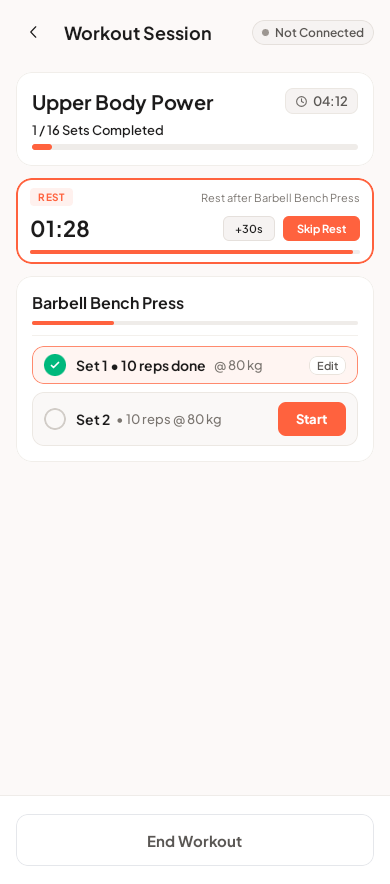 Workout Session
Not Connected
Upper Body Power
04:12
1 / 16 Sets Completed
REST
Rest after Barbell Bench Press
01:28
+30s
Skip Rest
Barbell Bench Press
Set 1 • 10 reps done @ 80 kg
Edit
Set 2 • 10 reps @ 80 kg
Start
End Workout